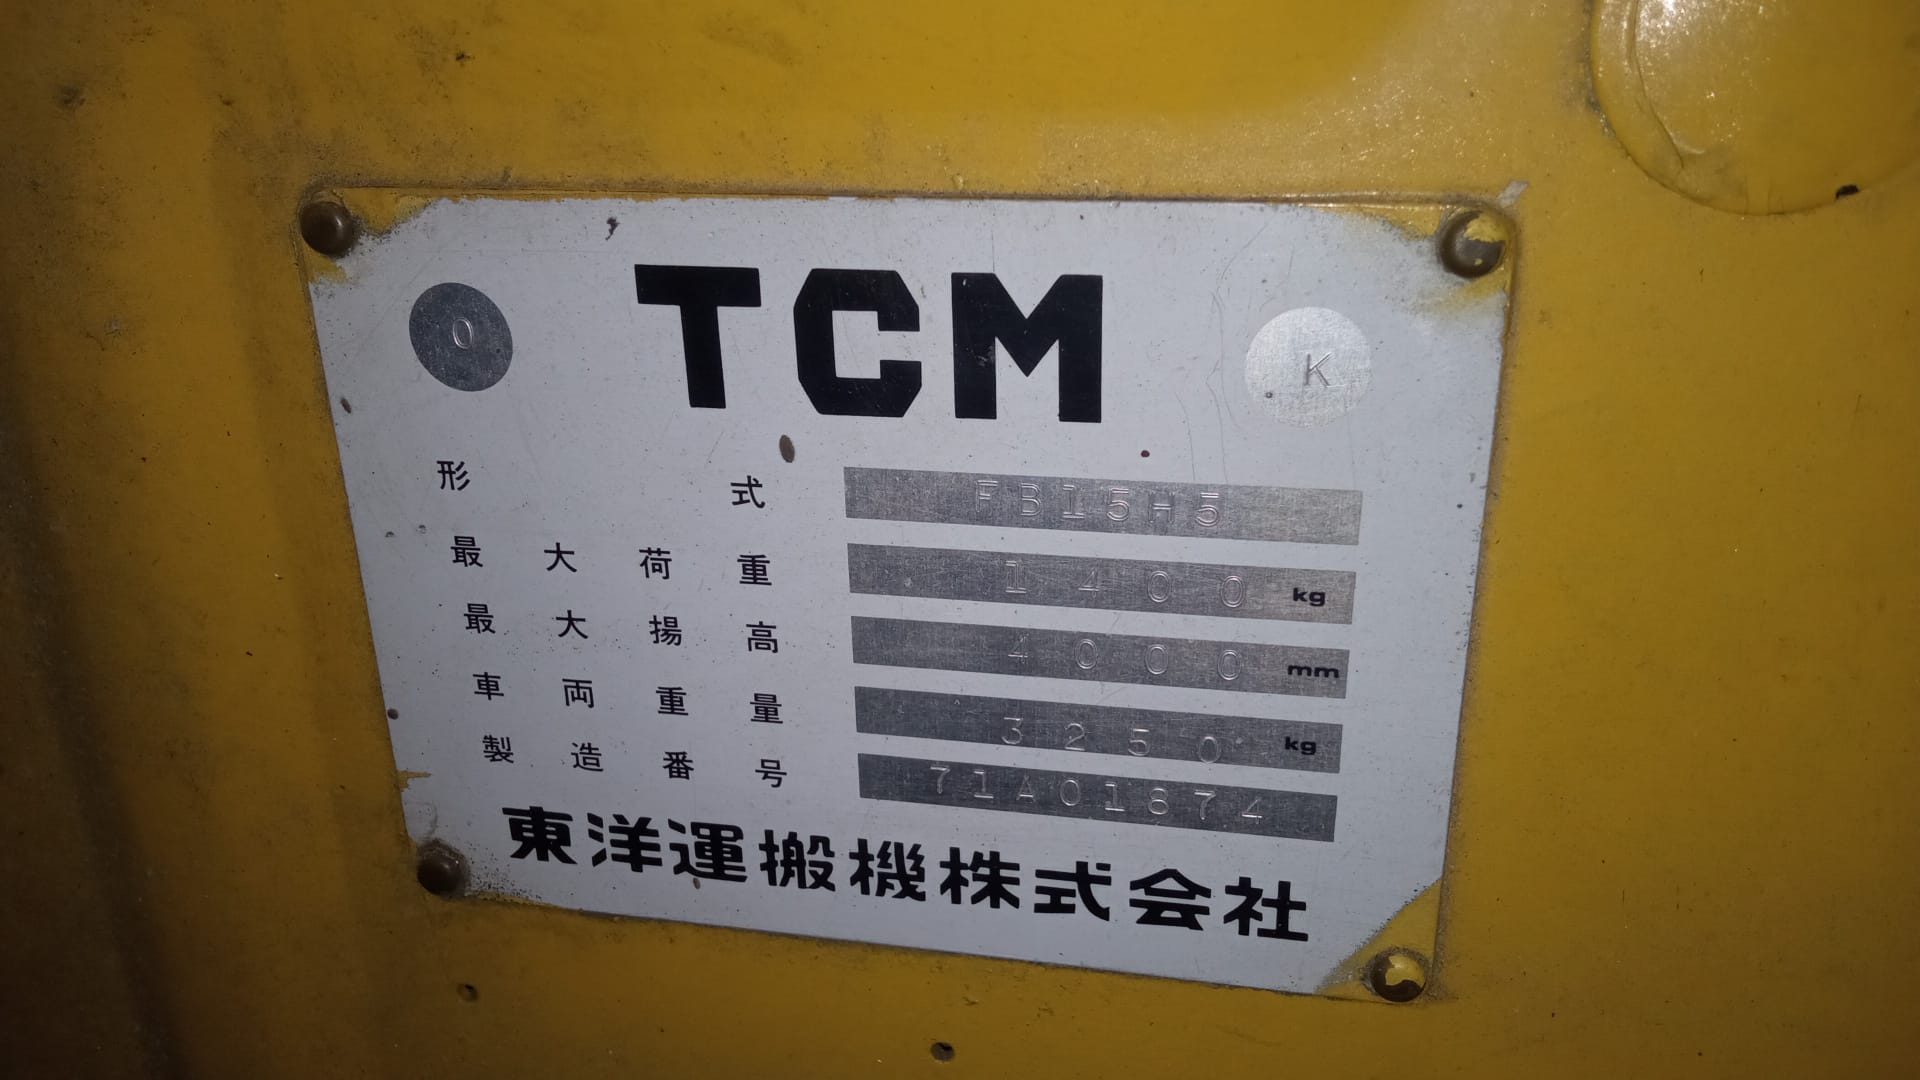 O TCM K
形式 FB15H5
最大荷重 1400 kg
最大揚高 4000 mm
車両重量 3250 kg
製造番号 71A01874
東洋運搬機株式会社